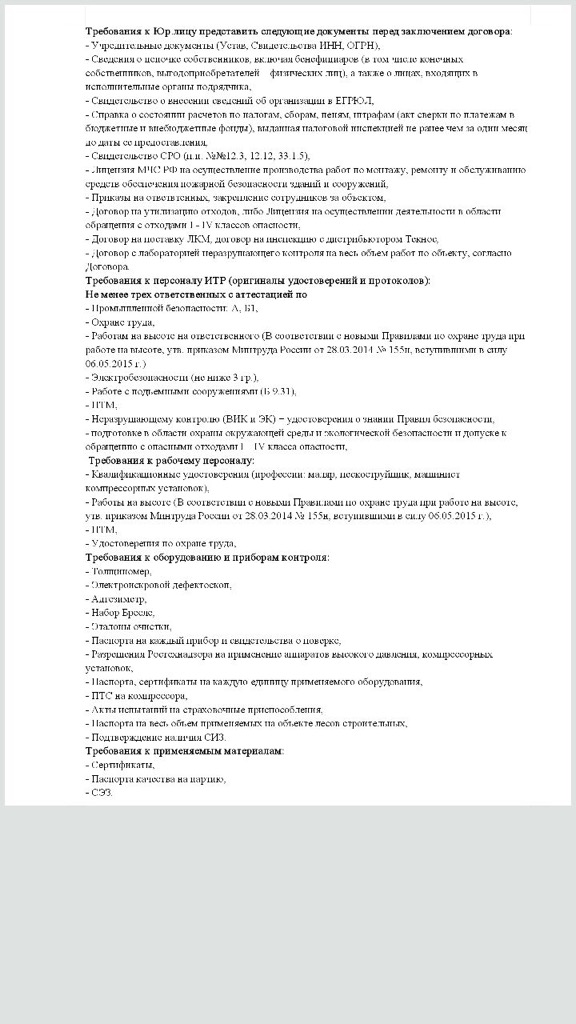 Требования к Юр.лицу представить следующие документы перед заключением договора:
- Учредительные документы (Устав, Свидетельства ИНН, ОГРН),
- Сведения о цепочке собственников, включая бенефициаров (в том числе конечных
собственников, выгодоприобретателей – физических лиц), а также о лицах, входящих в
исполнительные органы подрядчика,
- Свидетельство о внесении сведений об организации в ЕГРЮЛ,
- Справка о состоянии расчетов по налогам, сборам, пеням, штрафам (акт сверки по платежам в
бюджетные и внебюджетные фонды), выданная налоговой инспекцией не ранее чем за один месяц
до даты ее предоставления,
- Свидетельство СРО (п.п. №№12.3, 12.12, 33.1.5),
- Лицензия МЧС РФ на осуществление производства работ по монтажу, ремонту и обслуживанию
средств обеспечения пожарной безопасности зданий и сооружений,
- Приказы на ответственных, закрепление сотрудников за объектом,
- Договор на утилизацию отходов, либо Лицензия на осуществлении деятельности в области
обращения с отходами I - IV классов опасности,
- Договор на поставку ЛКМ, договор на инспекцию с дистрибьютором Текнос,
- Договор с лабораторией неразрушающего контроля на весь объем работ по объекту, согласно
Договора.
Требования к персоналу ИТР (оригиналы удостоверений и протоколов):
Не менее трех ответственных с аттестацией по
- Промышленной безопасности: А, Б1,
- Охране труда,
- Работам на высоте на ответственного (В соответствии с новыми Правилами по охране труда при
работе на высоте, утв. приказом Минтруда России от 28.03.2014 № 155н, вступившими в силу
06.05.2015 г.)
- Электробезопасности (не ниже 3 гр.),
- Работе с подъемными сооружениями (Б 9.31),
- ПТМ,
- Неразрушающему контролю (ВИК и ЭК) + удостоверения о знании Правил безопасности,
- подготовке в области охраны окружающей среды и экологической безопасности и допуске к
обращению с опасными отходами I – IV класса опасности,
Требования к рабочему персоналу:
- Квалификационные удостоверения (профессии: маляр, пескоструйщик, машинист
компрессорных установок),
- Работы на высоте (В соответствии с новыми Правилами по охране труда при работе на высоте,
утв. приказом Минтруда России от 28.03.2014 № 155н, вступившими в силу 06.05.2015 г.),
- ПТМ,
- Удостоверения по охране труда,
Требования к оборудованию и приборам контроля:
- Толщиномер,
- Электроискровой дефектоскоп,
- Адгезиметр,
- Набор Бресле,
- Эталоны очистки,
- Паспорта на каждый прибор и свидетельства о поверке,
- Разрешения Ростехнадзора на применение аппаратов высокого давления, компрессорных
установок,
- Паспорта, сертификаты на каждую единицу применяемого оборудования,
- ПТС на компрессора,
- Акты испытаний на страховочные приспособления,
- Паспорта на весь объем применяемых на объекте лесов строительных,
- Подтверждение наличия СИЗ.
Требования к применяемым материалам:
- Сертификаты,
- Паспорта качества на партию,
- СЭЗ.